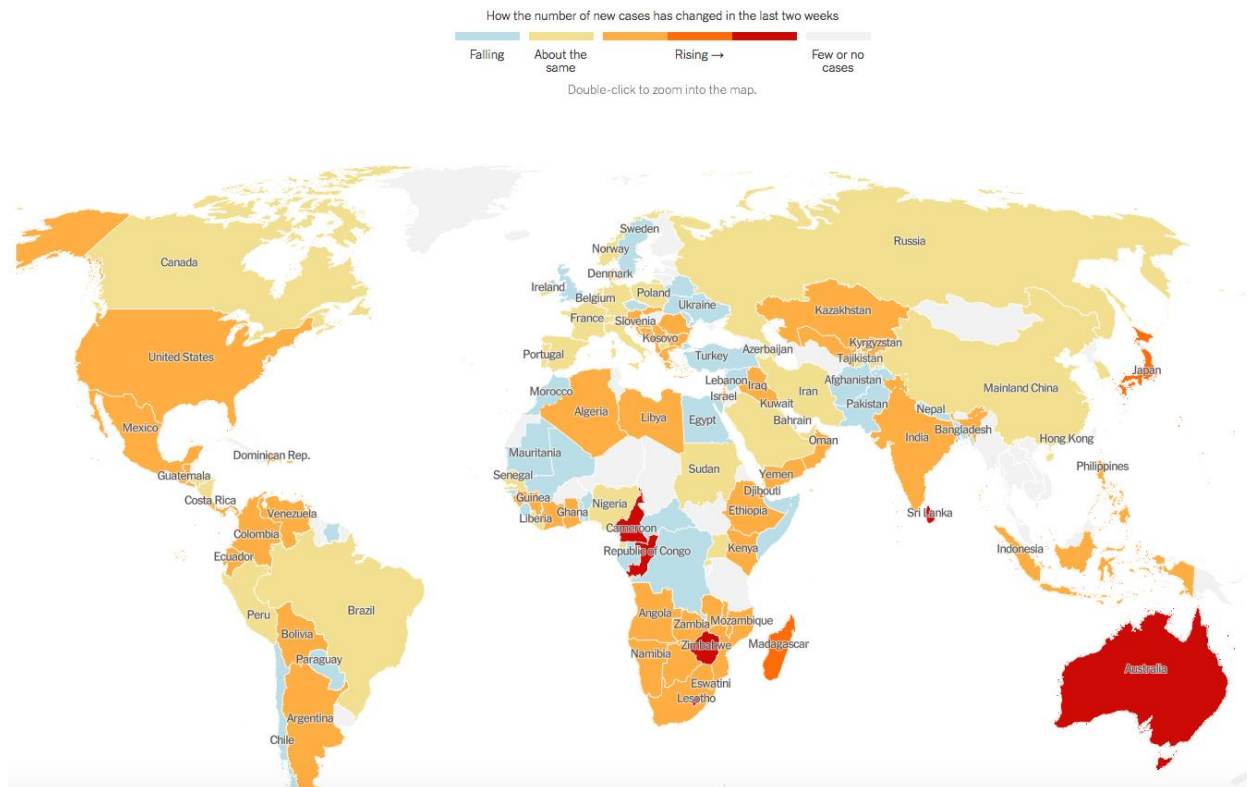 How the number of new cases has changed in the last two weeks
Falling
About the
same
Rising →
Few or no
cases
Double-click to zoom into the map.
Sweden
Russia
Norway
Canada
Denmark
Ireland
Poland
Belgium
Ukraine
Kazakhstan
France
Slovenia
Kosovo
Kyrgyzstan
United States
Portugal
Azerbaijan
Turkey
Tajikistan
Japan
Lebanon
Iraq
Afghanistan
Mainland China
Morocco
Israel
Iran
Kuwait
Pakistan
Nepal
Algeria
Libya
Egypt
Bahrain
Mexico
Bangladesh
India
Oman
Hong Kong
Mauritania
Dominican Rep.
Sudan
Philippines
Guatemala
Senegal
Yemen
Djibouti
Costa Rica
Guinea
Nigeria
Venezuela
Ghana
Ethiopia
Sri Lanka
Liberia
Cameroon
Colombia
Republic of Congo
Kenya
Indonesia
Ecuador
Brazil
Peru
Angola
Zambia
Mozambique
Bolivia
Zimbabwe
Madagascar
Namibia
Paraguay
Australia
Eswatini
Lesotho
Argentina
Chile